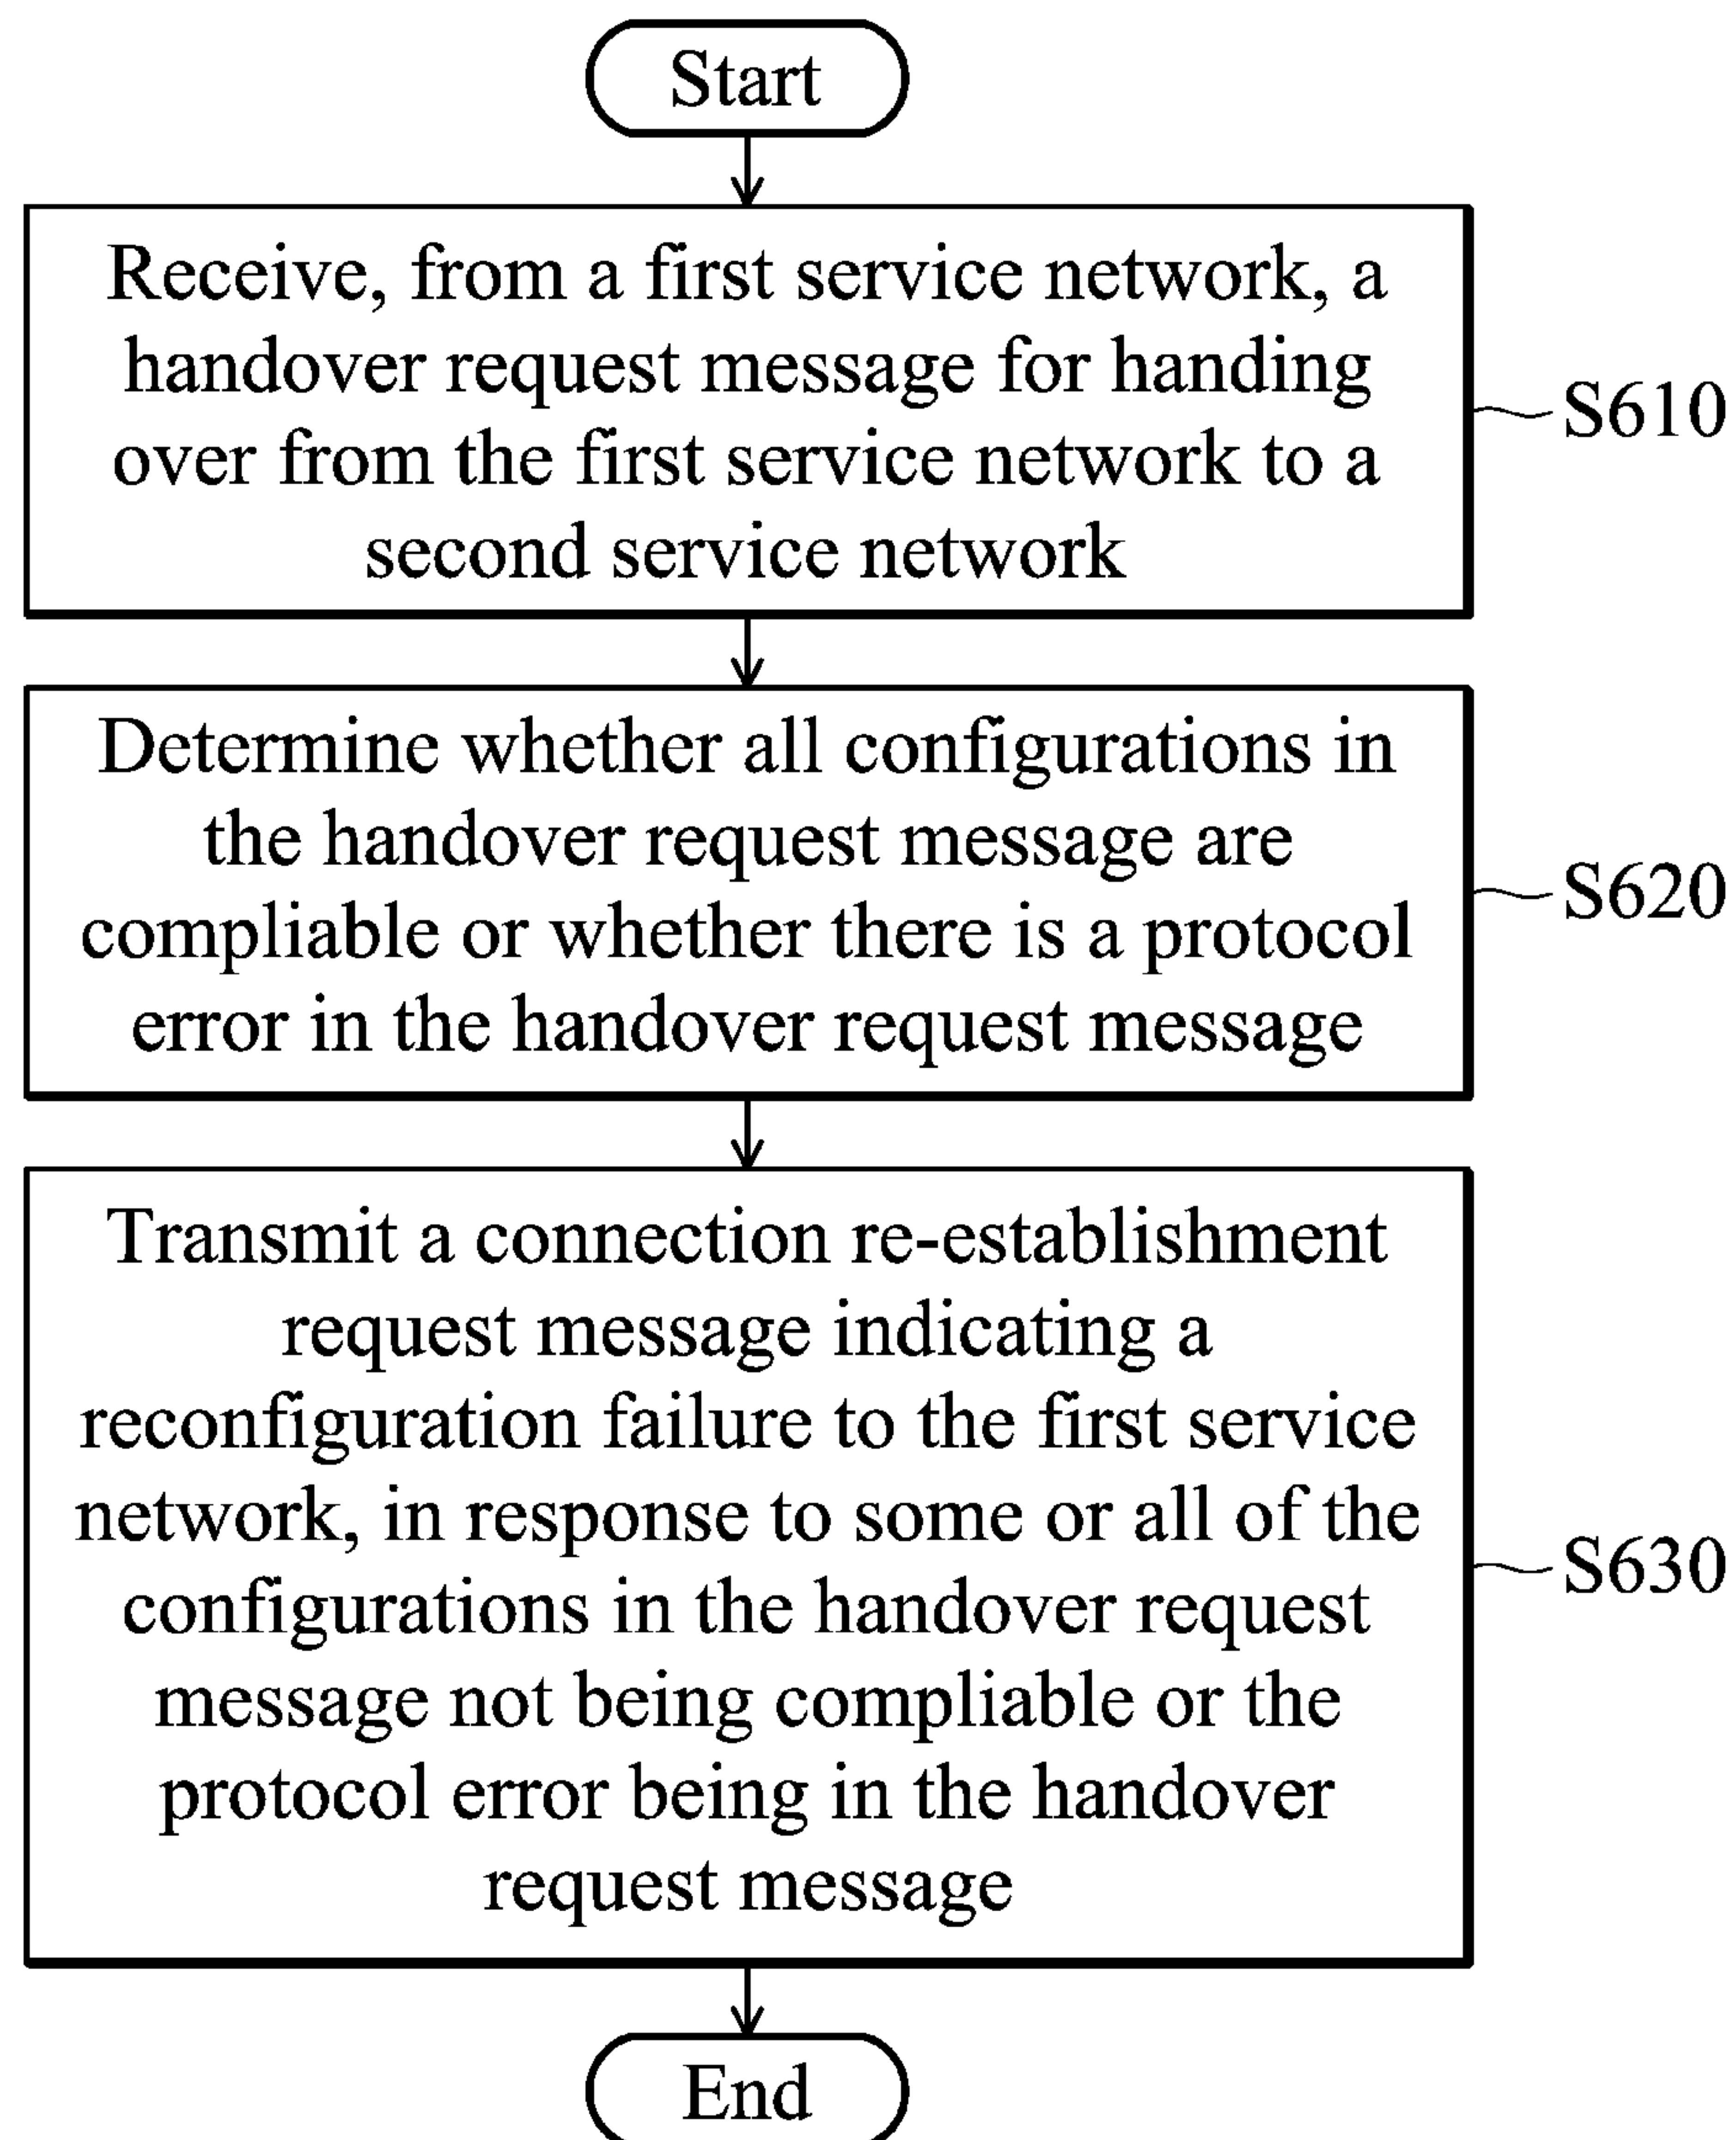 Start
Receive, from a first service network, a
handover request message for handing
over from the first service network to a
second service network
S610
Determine whether all configurations in
the handover request message are
compliable or whether there is a protocol
error in the handover request message
S620
Transmit a connection re-establishment
request message indicating a
reconfiguration failure to the first service
network, in response to some or all of the
configurations in the handover request
message not being compliable or the
protocol error being in the handover
request message
S630
End